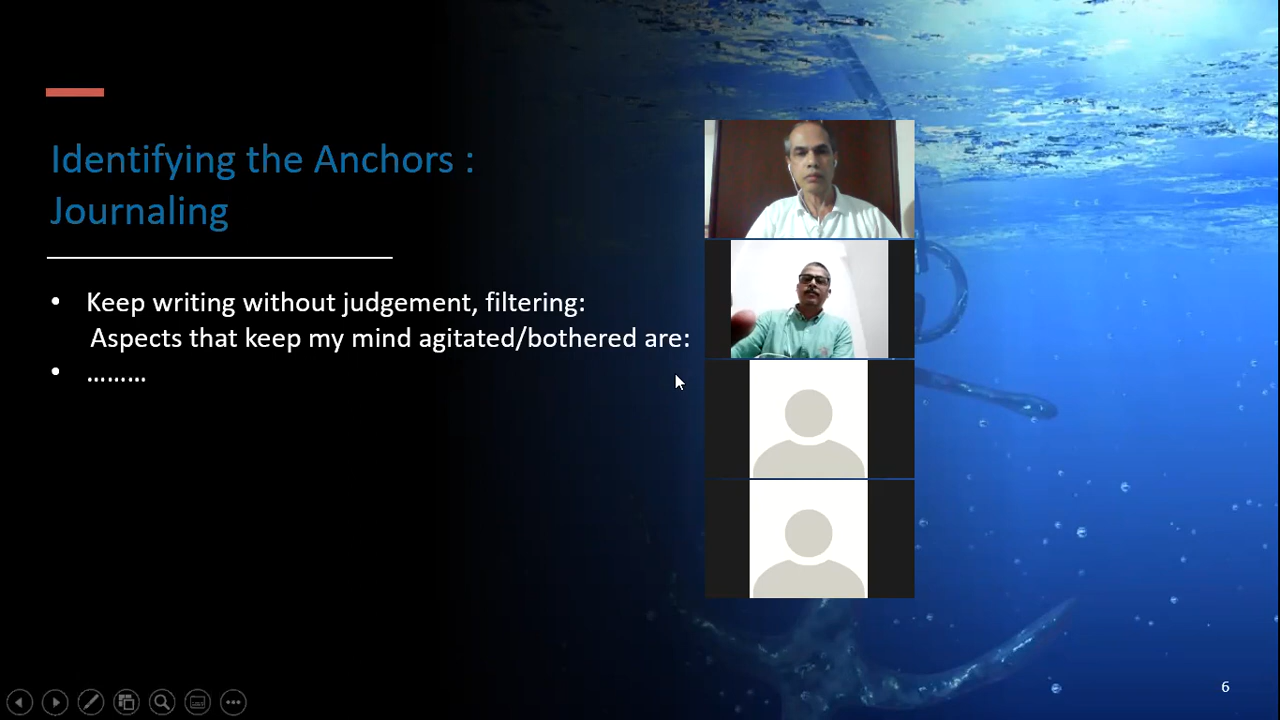 Identifying the Anchors :
Journaling
• Keep writing without judgement, filtering:
Aspects that keep my mind agitated/bothered are:
• .........
6